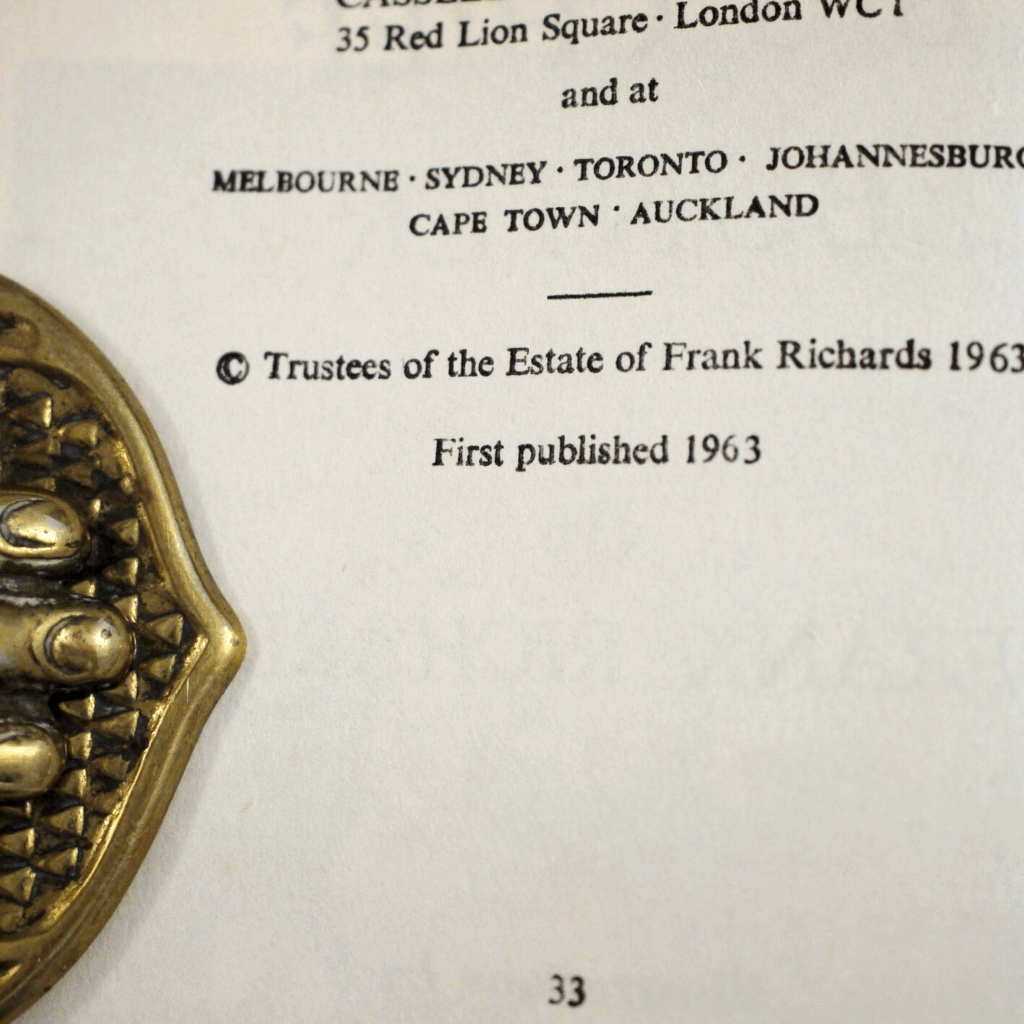 35 Red Lion Square · London WC1
and at
MELBOURNE · SYDNEY · TORONTO · JOHANNESBURG
CAPE TOWN · AUCKLAND
© Trustees of the Estate of Frank Richards 1963
First published 1963
33